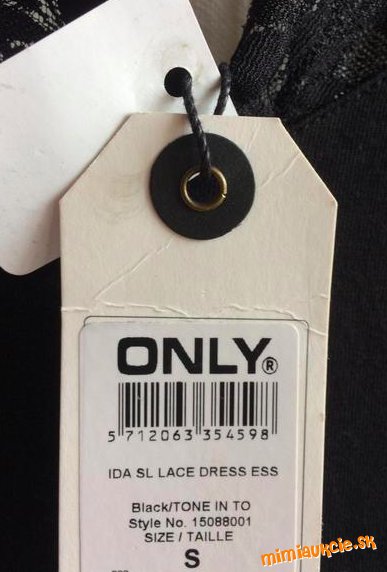 ONLY®
5 712063 354598
IDA SL LACE DRESS ESS
Black/TONE IN TO
Style No. 15088001
SIZE / TAILLE
S
mimiaukcie.sk